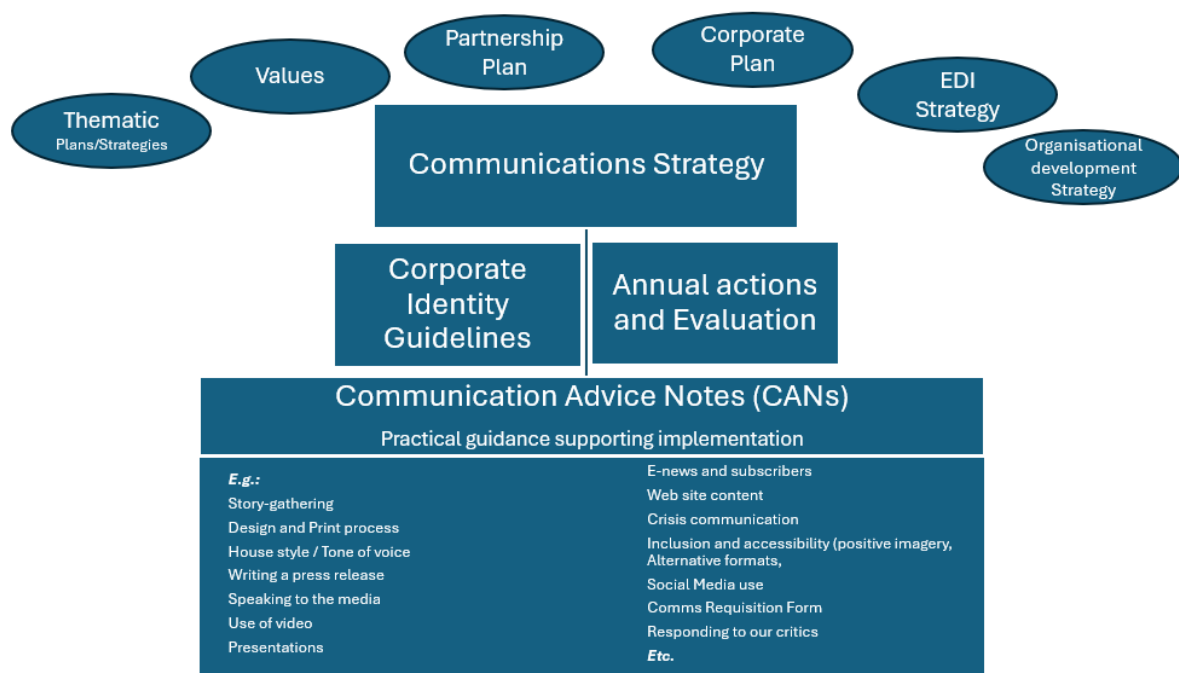 Thematic
Plans/Strategies
Values
Partnership
Plan
Corporate
Plan
EDI
Strategy
Organisational
development
Strategy
Communications Strategy
Corporate
Identity
Guidelines
Annual actions
and Evaluation
Communication Advice Notes (CANs)
Practical guidance supporting implementation
E.g.:
Story-gathering
Design and Print process
House style / Tone of voice
Writing a press release
Speaking to the media
Use of video
Presentations
E-news and subscribers
Web site content
Crisis communication
Inclusion and accessibility (positive imagery,
Alternative formats,
Social Media use
Comms Requisition Form
Responding to our critics
Etc.